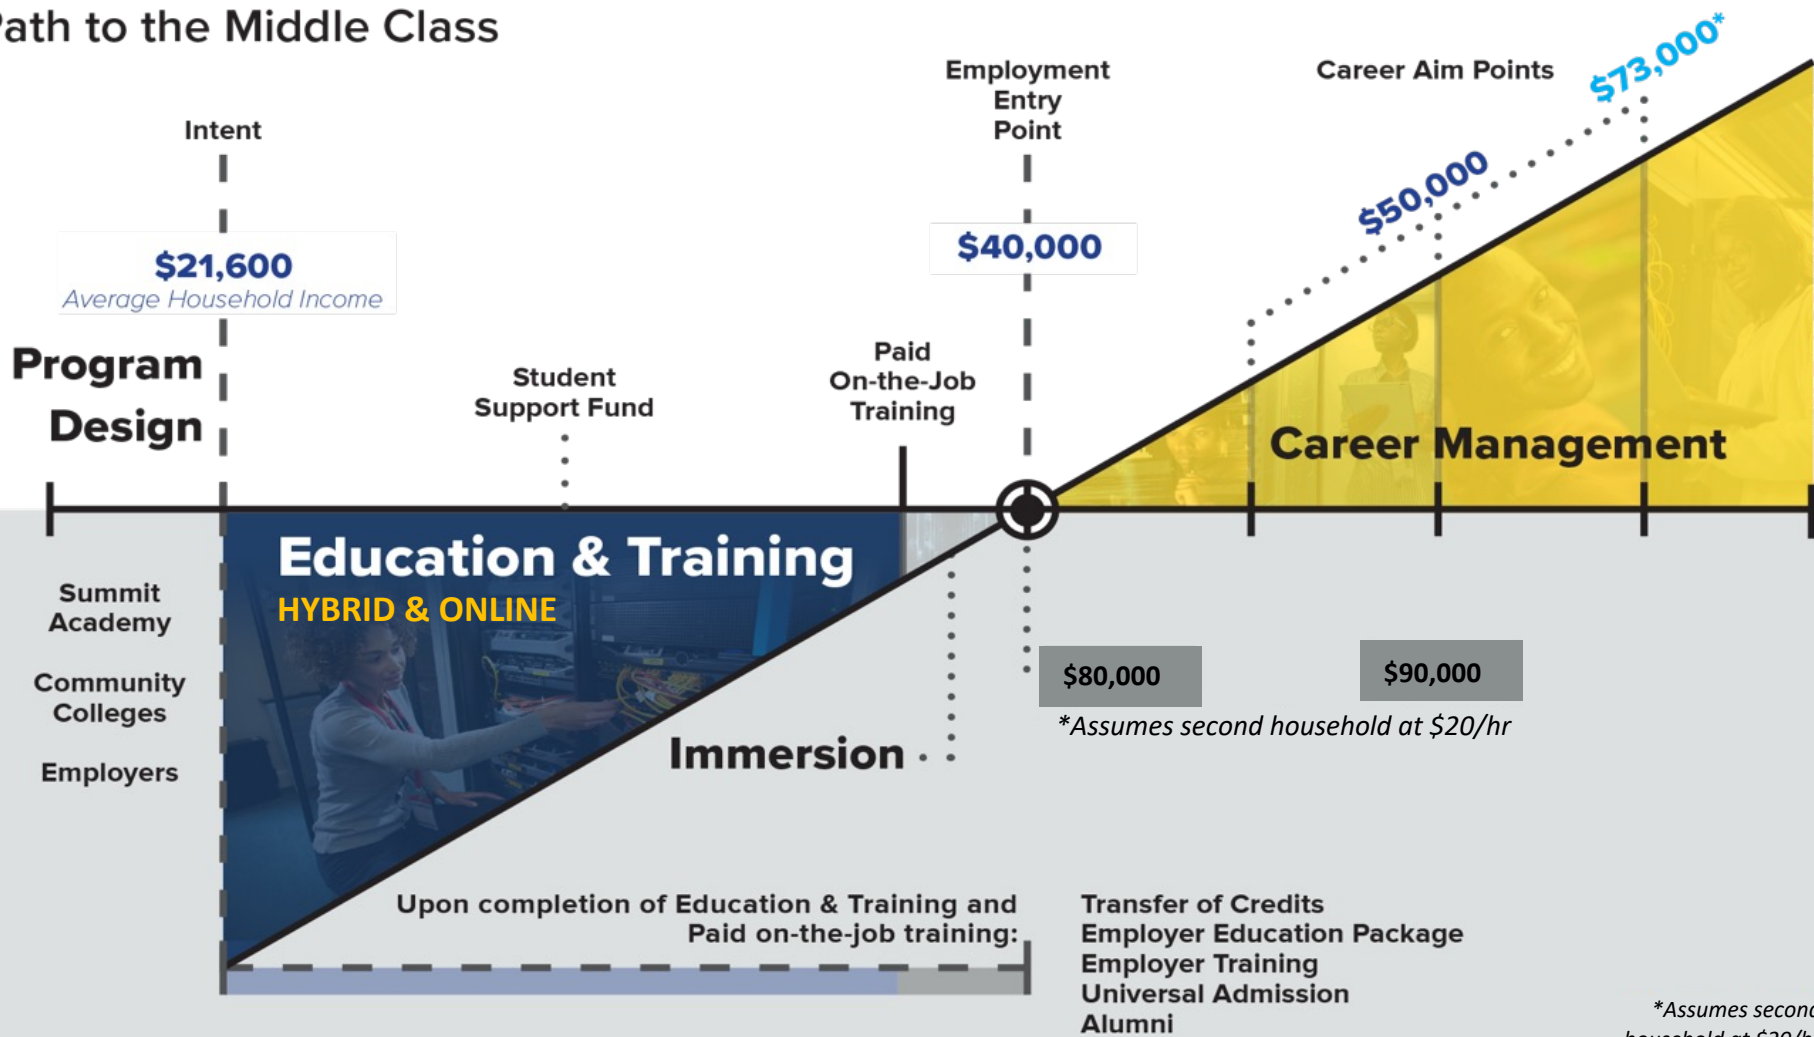 Path to the Middle Class
Intent
$21,600
Average Household Income
Program
Design
Student
Support Fund
Paid
On-the-Job
Training
Employment
Entry
Point
$40,000
Career Aim Points
$50,000
$73,000*
Career Management
Education & Training
HYBRID & ONLINE
Summit
Academy
Community
Colleges
Employers
Immersion
$80,000
$90,000
*Assumes second household at $20/hr
Upon completion of Education & Training and
Paid on-the-job training:
Transfer of Credits
Employer Education Package
Employer Training
Universal Admission
Alumni
*Assumes second
household at